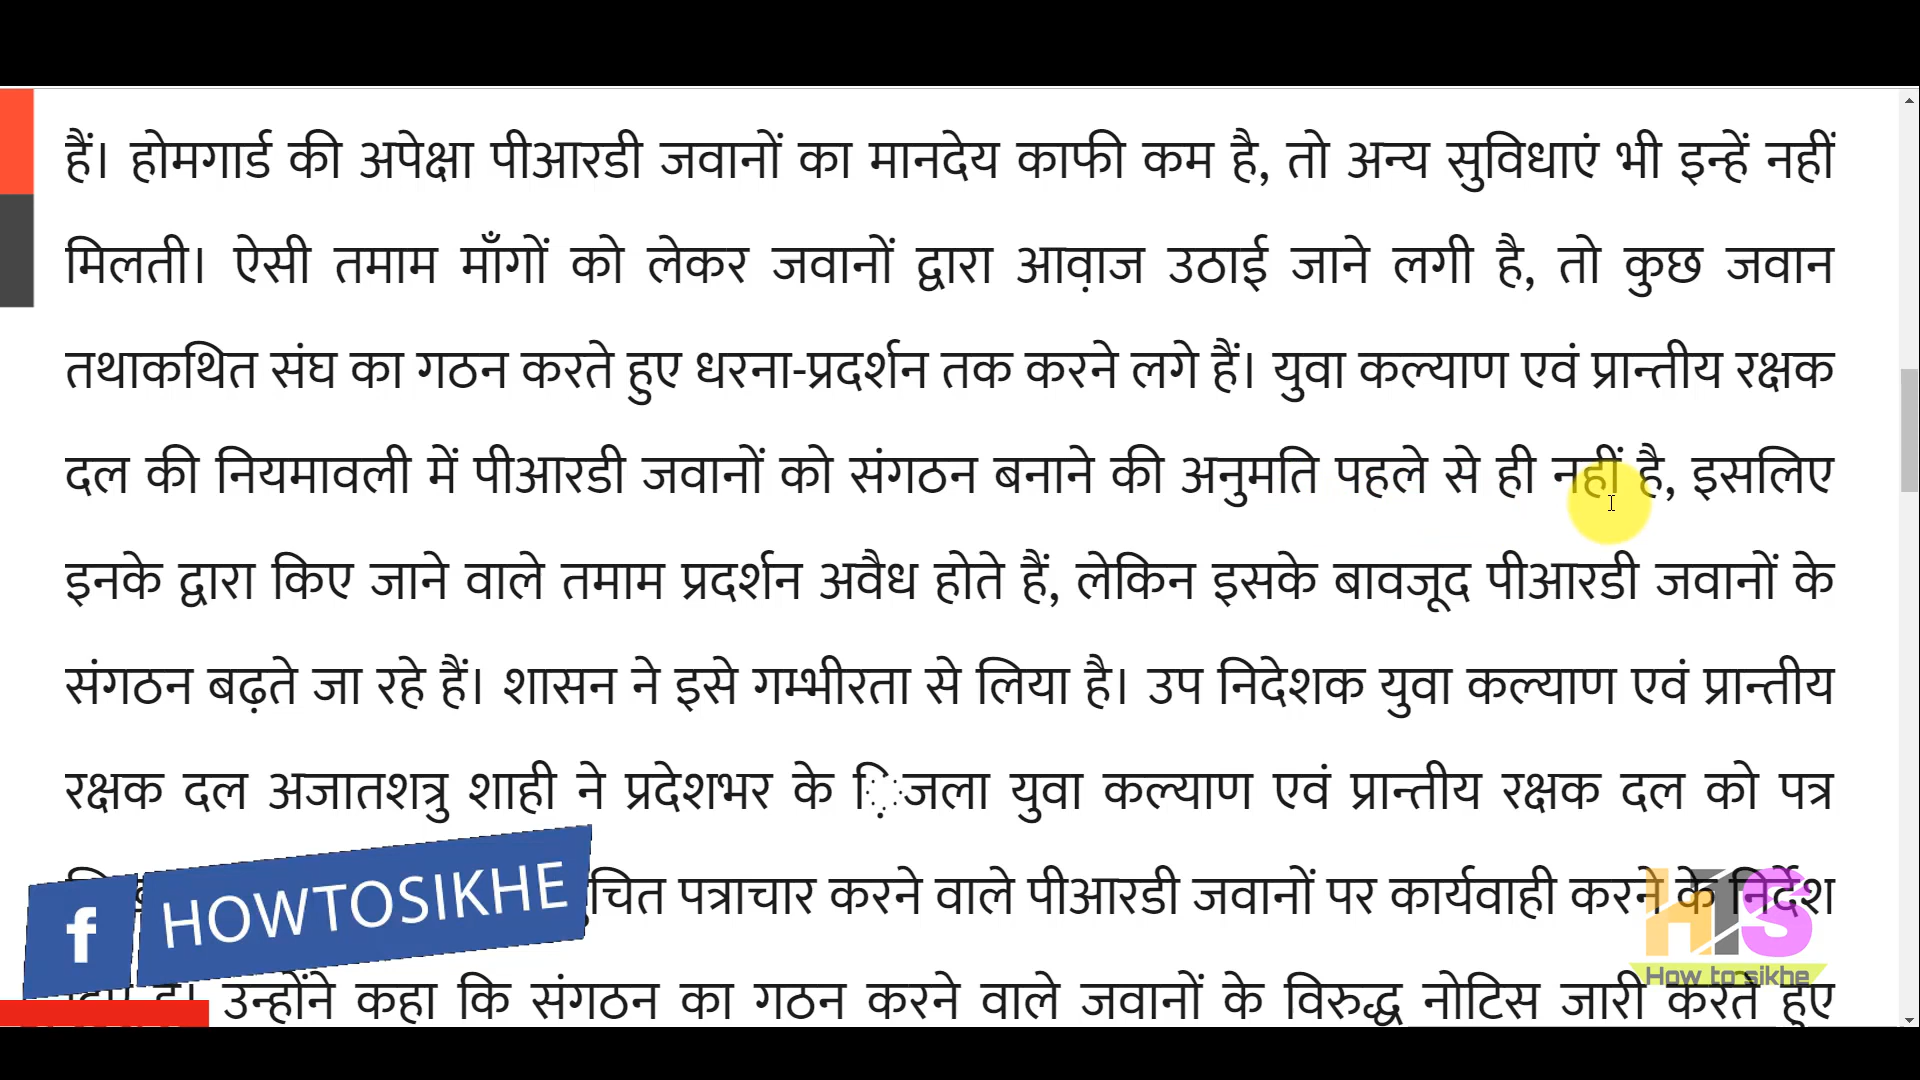 हैं। होमगार्ड की अपेक्षा पीआरडी जवानों का मानदेय काफी कम है, तो अन्य सुविधाएं भी इन्हें नहीं
मिलती। ऐसी तमाम माँगों को लेकर जवानों द्वारा आव़ाज उठाई जाने लगी है, तो कुछ जवान
तथाकथित संघ का गठन करते हुए धरना-प्रदर्शन तक करने लगे हैं। युवा कल्याण एवं प्रान्तीय रक्षक
दल की नियमावली में पीआरडी जवानों को संगठन बनाने की अनुमति पहले से ही नहीं है, इसलिए
इनके द्वारा किए जाने वाले तमाम प्रदर्शन अवैध होते हैं, लेकिन इसके बावजूद पीआरडी जवानों के
संगठन बढ़ते जा रहे हैं। शासन ने इसे गम्भीरता से लिया है। उप निदेशक युवा कल्याण एवं प्रान्तीय
रक्षक दल अजातशत्रु शाही ने प्रदेशभर के ़िजला युवा कल्याण एवं प्रान्तीय रक्षक दल को पत्र
पत्राचार करने वाले पीआरडी जवानों पर कार्यवाही करने के निर्देश
उन्होंने कहा कि संगठन का गठन करने वाले जवानों के विरुद्ध नोटिस जारी करते हुए
f HOWTOSIKHE
HTS
How to sikhe